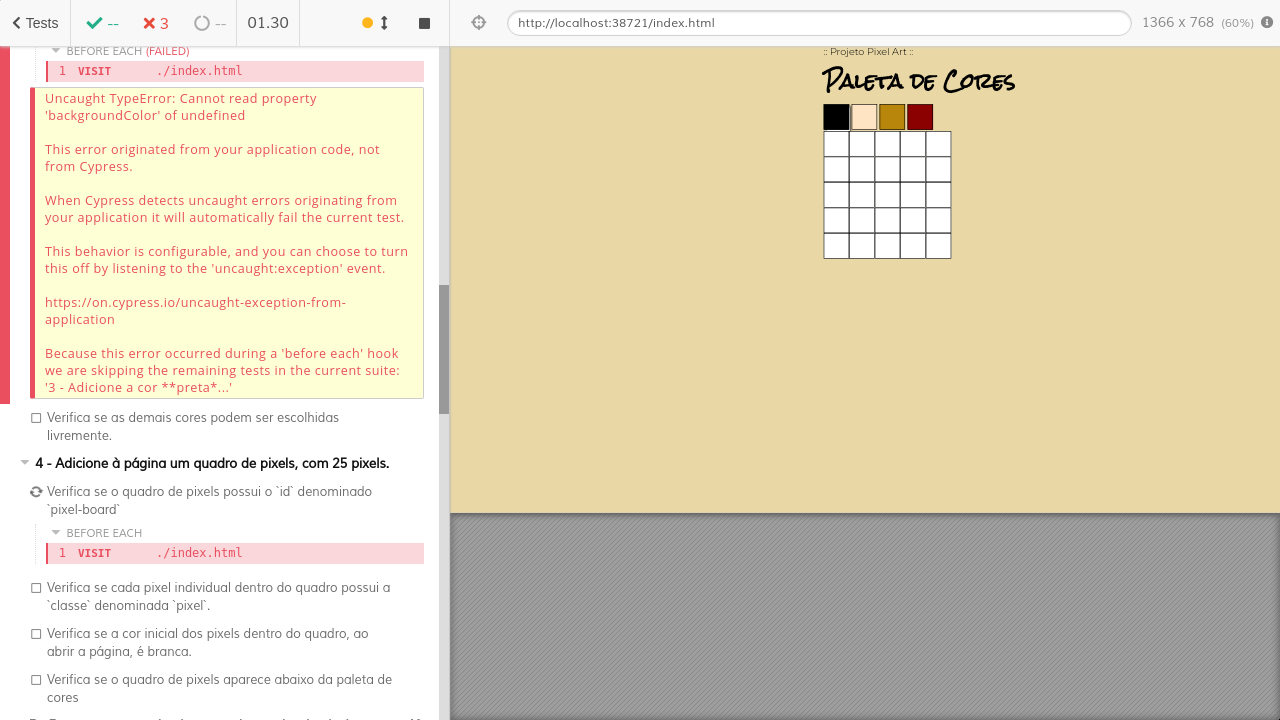 Tests
--
3
--
01.30
http://localhost:38721/index.html
1366 x 768 (60%)
BEFORE EACH (FAILED)
1 VISIT ./index.html
Uncaught TypeError: Cannot read property
'backgroundColor' of undefined
This error originated from your application code, not
from Cypress.
When Cypress detects uncaught errors originating from
your application it will automatically fail the current test.
This behavior is configurable, and you can choose to turn
this off by listening to the 'uncaught:exception' event.
https://on.cypress.io/uncaught-exception-from-
application
Because this error occurred during a 'before each' hook
we are skipping the remaining tests in the current suite:
'3 - Adicione a cor **preta*...'
Verifica se as demais cores podem ser escolhidas
livremente.
4 - Adicione à página um quadro de pixels, com 25 pixels.
Verifica se o quadro de pixels possui o `id` denominado
`pixel-board`
BEFORE EACH
1 VISIT ./index.html
Verifica se cada pixel individual dentro do quadro possui a
`classe` denominada `pixel`.
Verifica se a cor inicial dos pixels dentro do quadro, ao
abrir a página, é branca.
Verifica se o quadro de pixels aparece abaixo da paleta de
cores
:: Projeto Pixel Art ::
Paleta de Cores